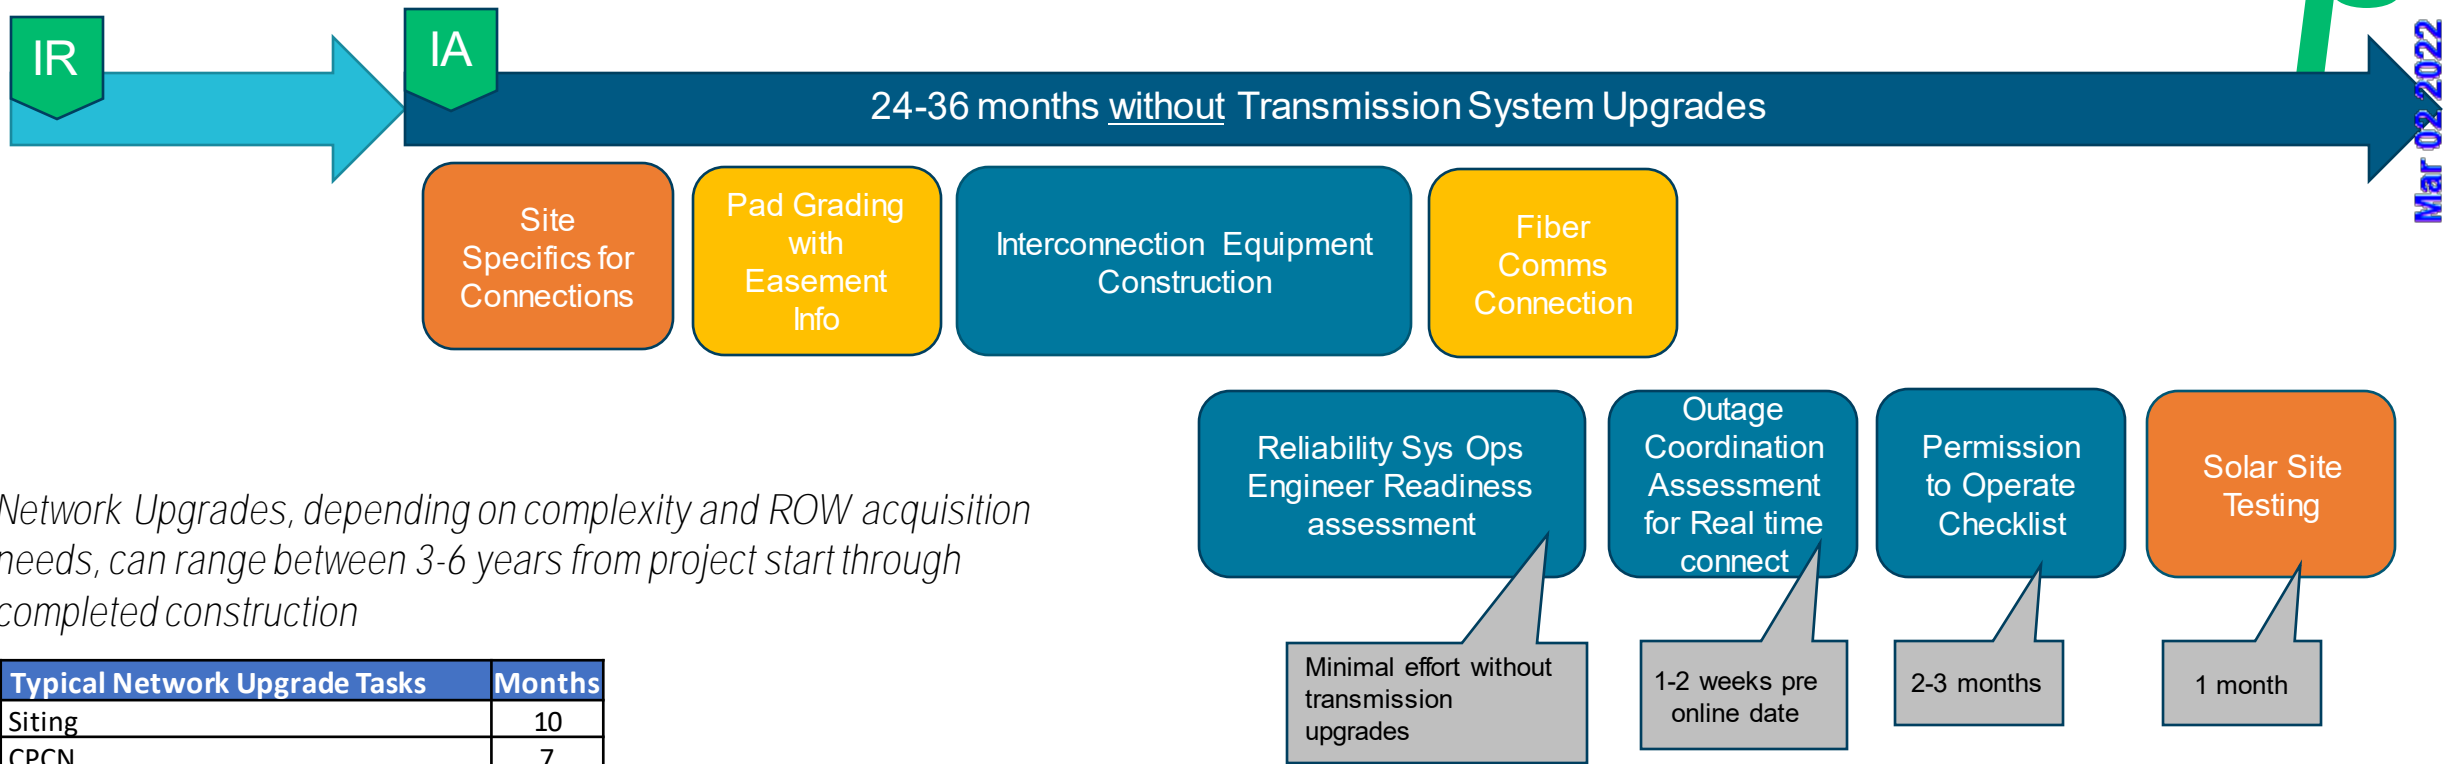 IR
IA
24-36 months without Transmission System Upgrades
Mar 02 2022
Site
Specifics for
Connections
Pad Grading
with
Easement
Info
Interconnection Equipment
Construction
Fiber
Comms
Connection
Reliability Sys Ops
Engineer Readiness
assessment
Outage
Coordination
Assessment
for Real time
connect
Permission
to Operate
Checklist
Solar Site
Testing
Network Upgrades, depending on complexity and ROW acquisition
needs, can range between 3-6 years from project start through
completed construction
Minimal effort without
transmission
upgrades
1-2 weeks pre
online date
2-3 months
1 month
Typical Network Upgrade Tasks Months
Siting 10
CPCN 7